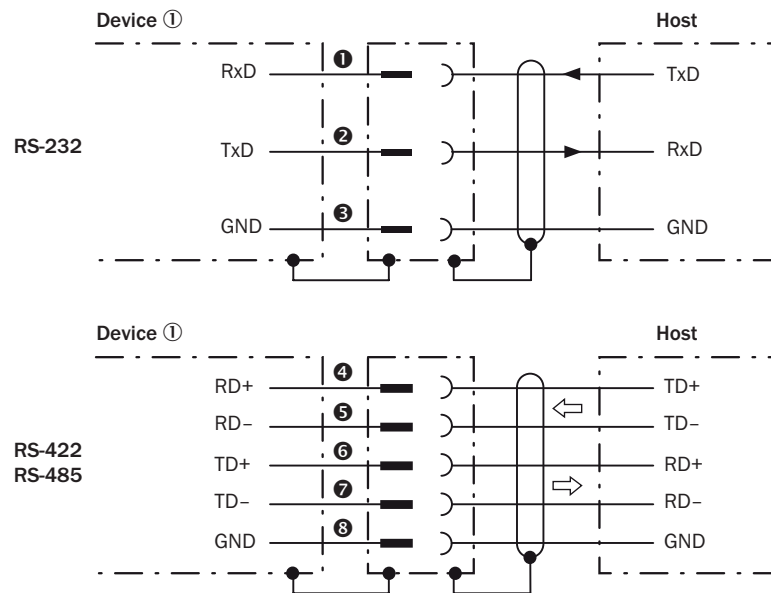 Device ① Host
❶
RxD TxD
RS-232
❷
TxD RxD
❸
GND GND
Device ① Host
❹
RD+ TD+
❺
RD– TD–
RS-422
RS-485
❻
TD+ RD+
❼
TD– RD–
❽
GND GND